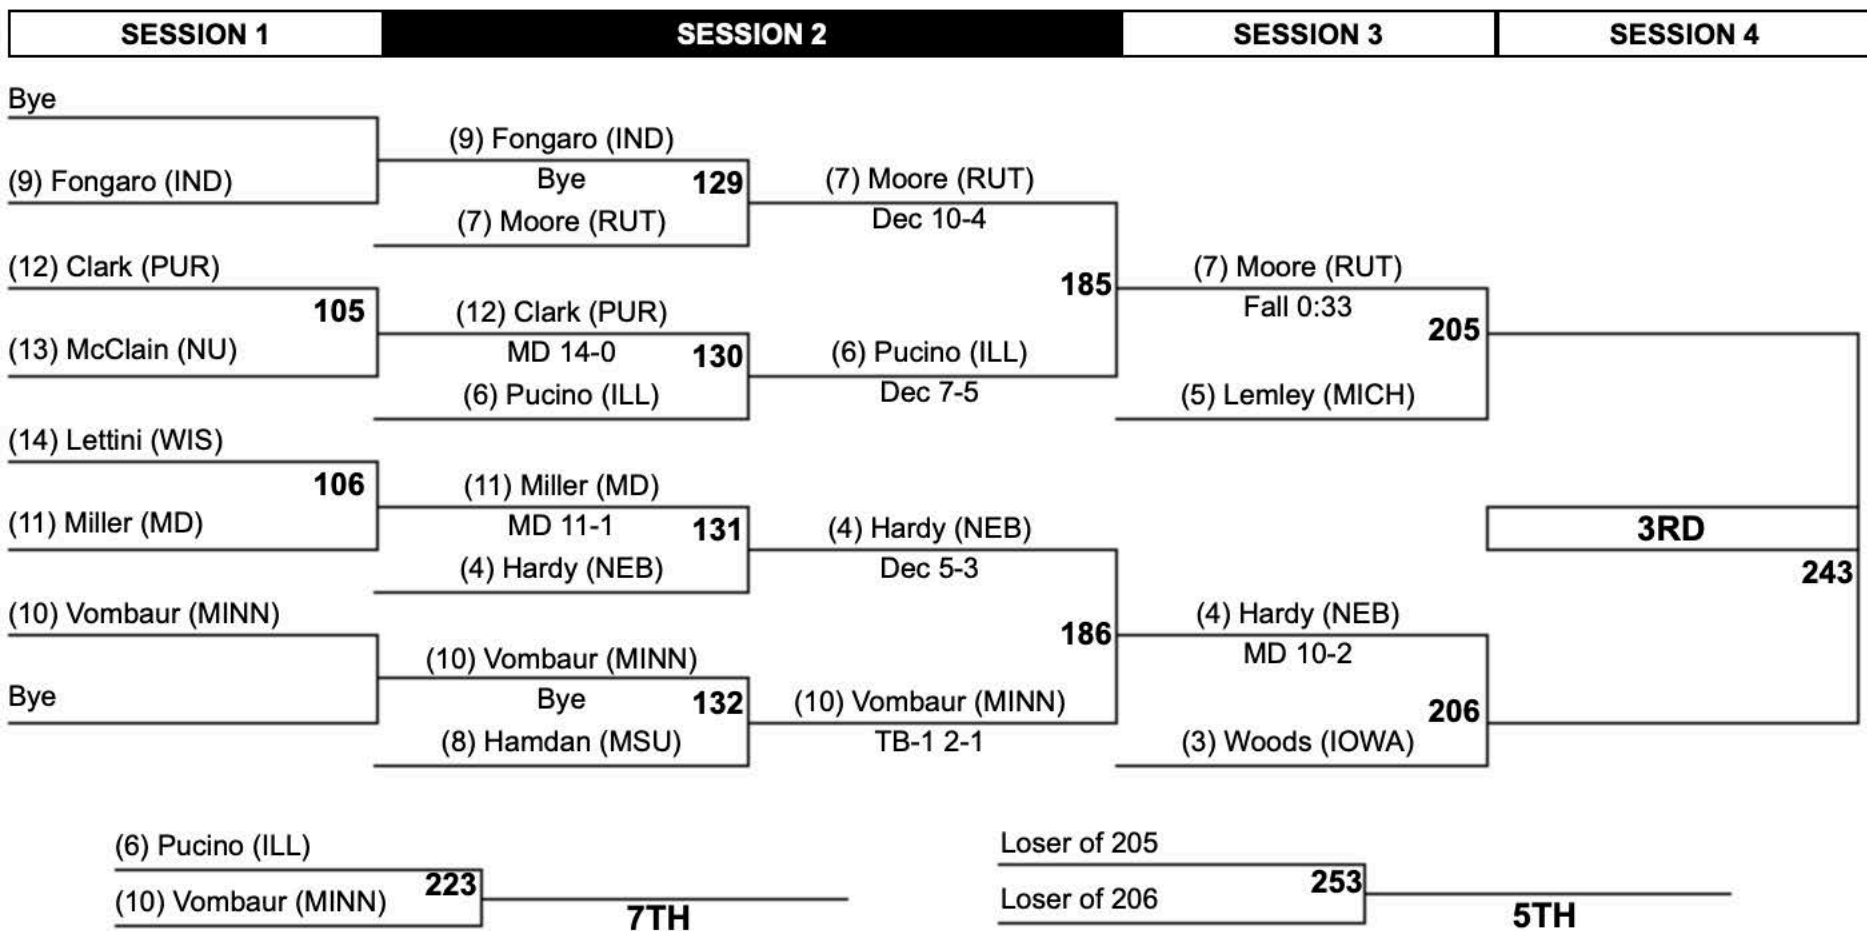 SESSION 1
SESSION 2
SESSION 3
SESSION 4
Bye
(9) Fongaro (IND)
(12) Clark (PUR)
105
(13) McClain (NU)
(14) Lettini (WIS)
106
(11) Miller (MD)
(10) Vombaur (MINN)
Bye
(9) Fongaro (IND)
Bye
129
(7) Moore (RUT)
(12) Clark (PUR)
MD 14-0
130
(6) Pucino (ILL)
(11) Miller (MD)
MD 11-1
131
(4) Hardy (NEB)
(10) Vombaur (MINN)
Bye
132
(8) Hamdan (MSU)
(7) Moore (RUT)
Dec 10-4
185
(6) Pucino (ILL)
Dec 7-5
(4) Hardy (NEB)
Dec 5-3
186
(10) Vombaur (MINN)
TB-1 2-1
(7) Moore (RUT)
Fall 0:33
205
(5) Lemley (MICH)
(4) Hardy (NEB)
MD 10-2
206
(3) Woods (IOWA)
3RD
243
(6) Pucino (ILL)
223
(10) Vombaur (MINN)
7TH
Loser of 205
253
Loser of 206
5TH